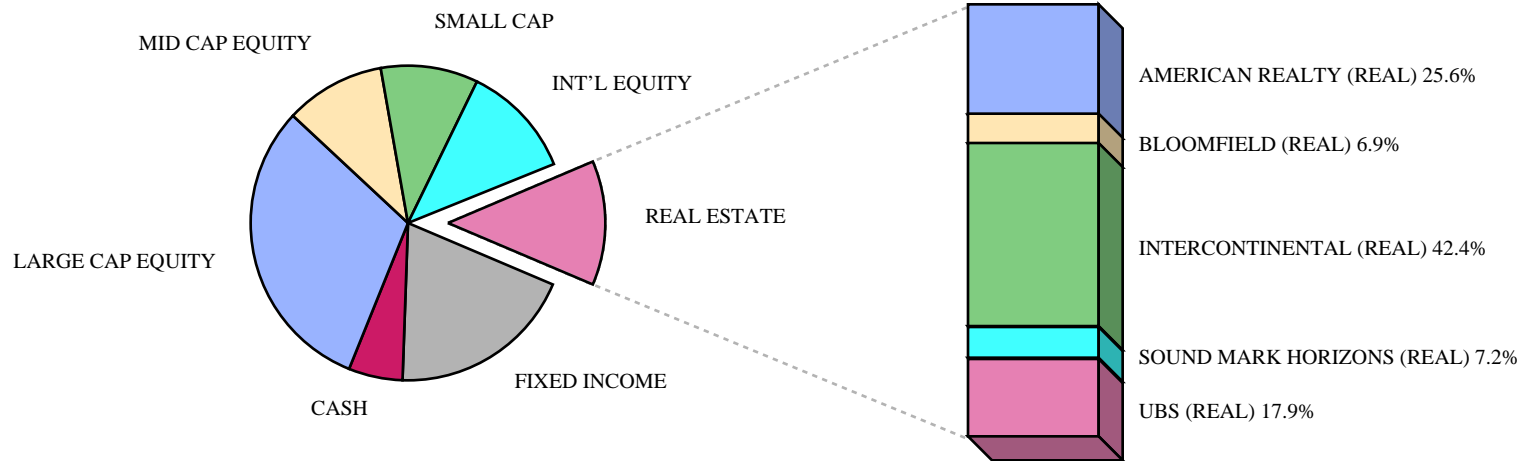 SMALL CAP
MID CAP EQUITY
INT'L EQUITY
REAL ESTATE
LARGE CAP EQUITY
FIXED INCOME
CASH
AMERICAN REALTY (REAL) 25.6%
BLOOMFIELD (REAL) 6.9%
INTERCONTINENTAL (REAL) 42.4%
SOUND MARK HORIZONS (REAL) 7.2%
UBS (REAL) 17.9%